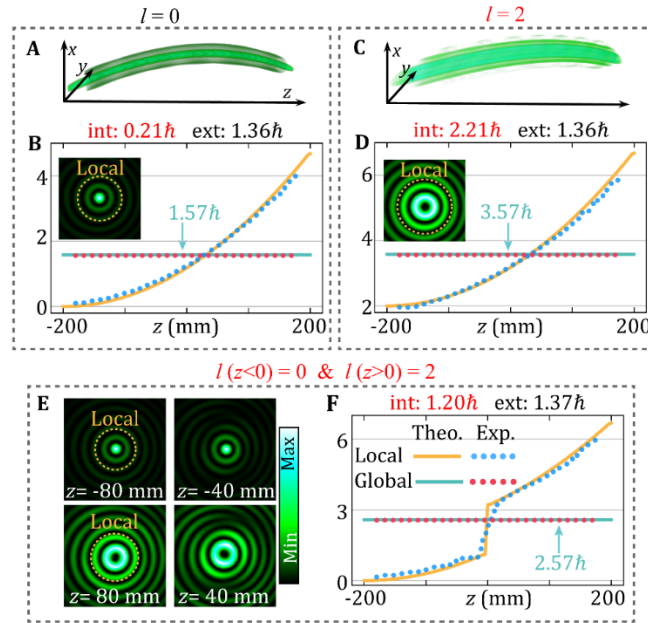 l = 0
l = 2
A
x
y
z
C
int: 0.21ħ ext: 1.36ħ
B
Local
4
2
0
1.57ħ
-200
z (mm)
200
int: 2.21ħ ext: 1.36ħ
D
Local
6
4
2
3.57ħ
-200
z (mm)
200
l (z<0) = 0 & l (z>0) = 2
E
Local
z= -80 mm
z= -40 mm
Local
z= 80 mm
z= 40 mm
Max
Min
int: 1.20ħ ext: 1.37ħ
F
Theo. Exp.
Local
Global
6
3
0
2.57ħ
-200
z (mm)
200